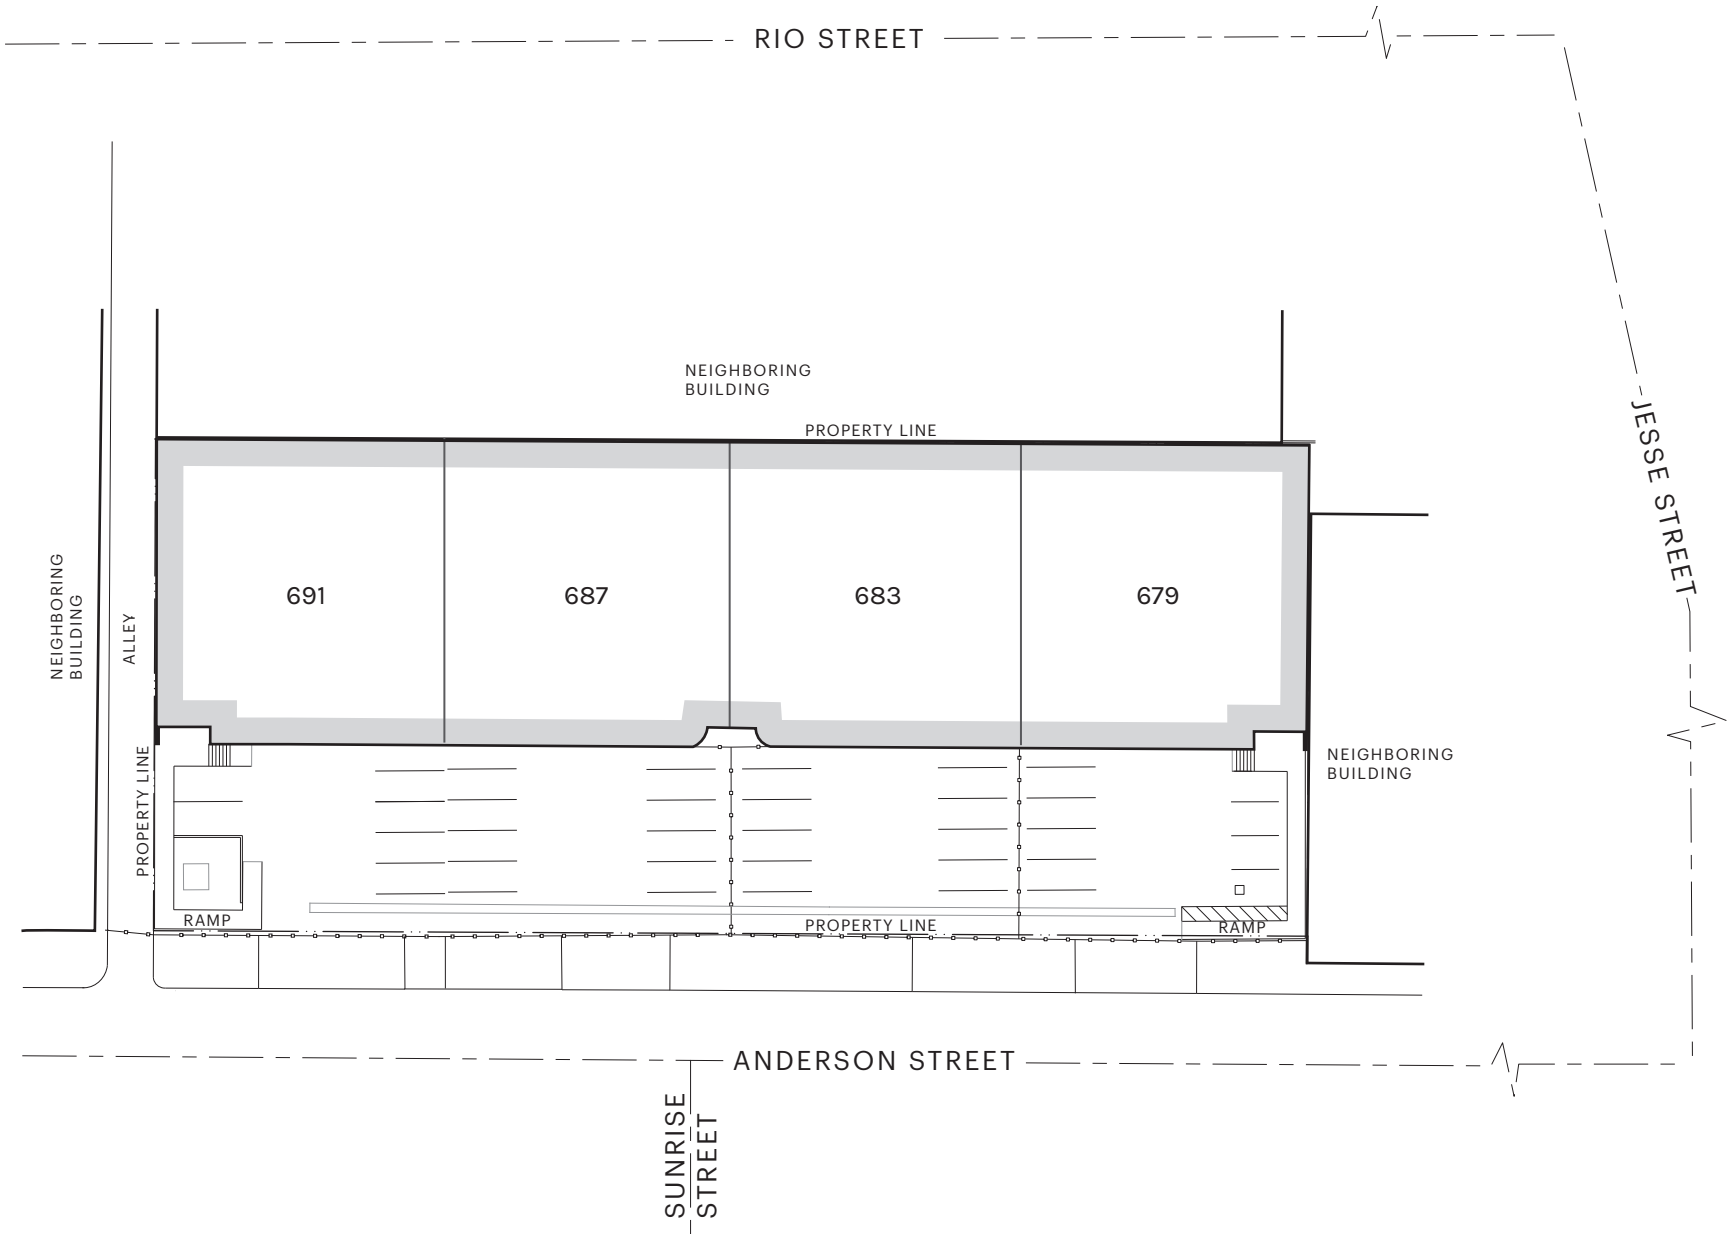 RIO STREET
JESSE STREET
NEIGHBORING
BUILDING
PROPERTY LINE
NEIGHBORING
BUILDING
ALLEY
691
687
683
679
PROPERTY LINE
NEIGHBORING
BUILDING
RAMP
PROPERTY LINE
RAMP
ANDERSON STREET
SUNRISE
STREET